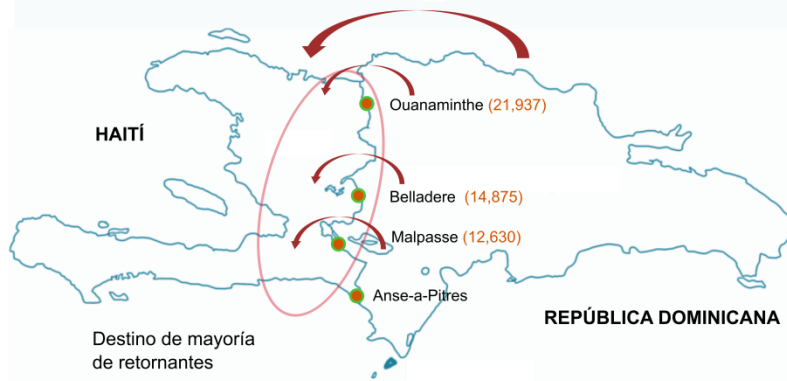 Ouanaminthe (21,937)
HAITÍ
Belladere (14,875)
Malpasse (12,630)
Anse-a-Pitres
REPÚBLICA DOMINICANA
Destino de mayoría
de retornantes